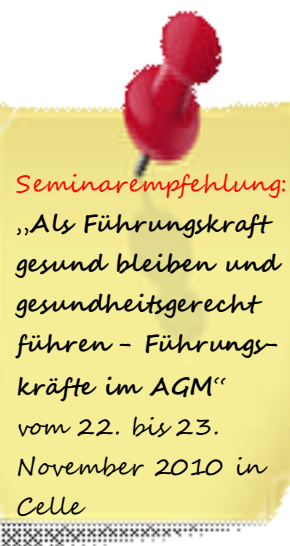 Seminarempfehlung:
„Als Führungskraft
gesund bleiben und
gesundheitsgerecht
führen - Führungs-
kräfte im AGM“
vom 22. bis 23.
November 2010 in
Celle